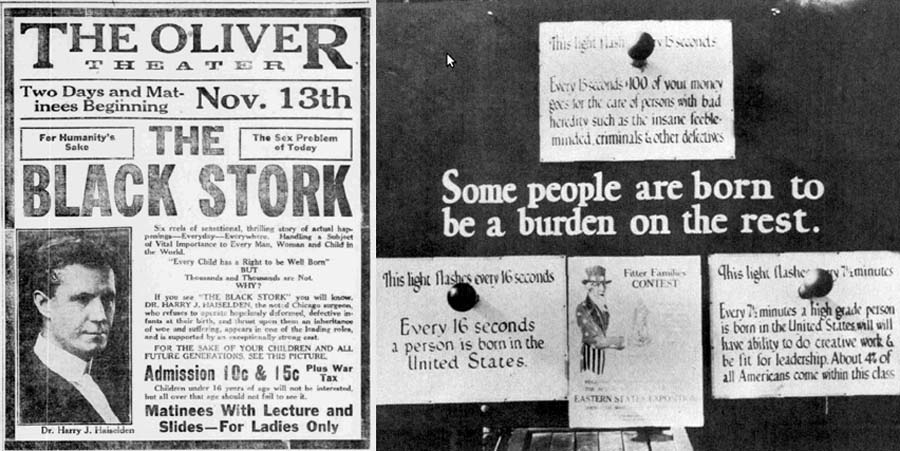 THE OLIVER
THEATER
Two Days and Mat-
inees Beginning
Nov. 13th
For Humanity's
Sake
THE
The Sex Problem
of Today
BLACK STORK
Six reels of sensational, thrilling story of actual hap-
penings—Everyday—Everywhere. Handling a Subject
of Vital Importance to Every Man, Woman and Child in
the World.
"Every Child has a Right to be Well Born"
BUT
Thousands and Thousands are Not.
WHY?
If you see "THE BLACK STORK" you will know.
DR. HARRY J. HAISELDEN, the noted Chicago surgeon,
who refuses to operate hopelessly deformed, defective in-
fants at their birth, and thrust upon them an inheritance
of woe and suffering, appears in one of the leading roles,
and is supported by an exceptionally strong cast.
FOR THE SAKE OF YOUR CHILDREN AND ALL
FUTURE GENERATIONS, SEE THIS PICTURE.
Admission 10c & 15c Plus War
Tax
Children under 16 years of age will not be interested,
but all over that age should not fail to see it.
Matinees With Lecture and
Slides—For Ladies Only
Dr. Harry J. Haiselden
This light flash y 15 seconds
Every 15 seconds $100 of your money
goes for the care of persons with bad
heredity such as the insane feeble-
minded, criminals & other defectives
Some people are born to
be a burden on the rest.
This light flashes every 16 seconds
Every 16 seconds
a person is born in the
United States.
Fitter Families
CONTEST
EASTERN STATES EXPOSITION
This light flashes ry 7½ minutes
Every 7½ minutes a high grade person
is born in the United States, will will
have ability to do creative work &
be fit for leadership. About 4% of
all Americans come within this class